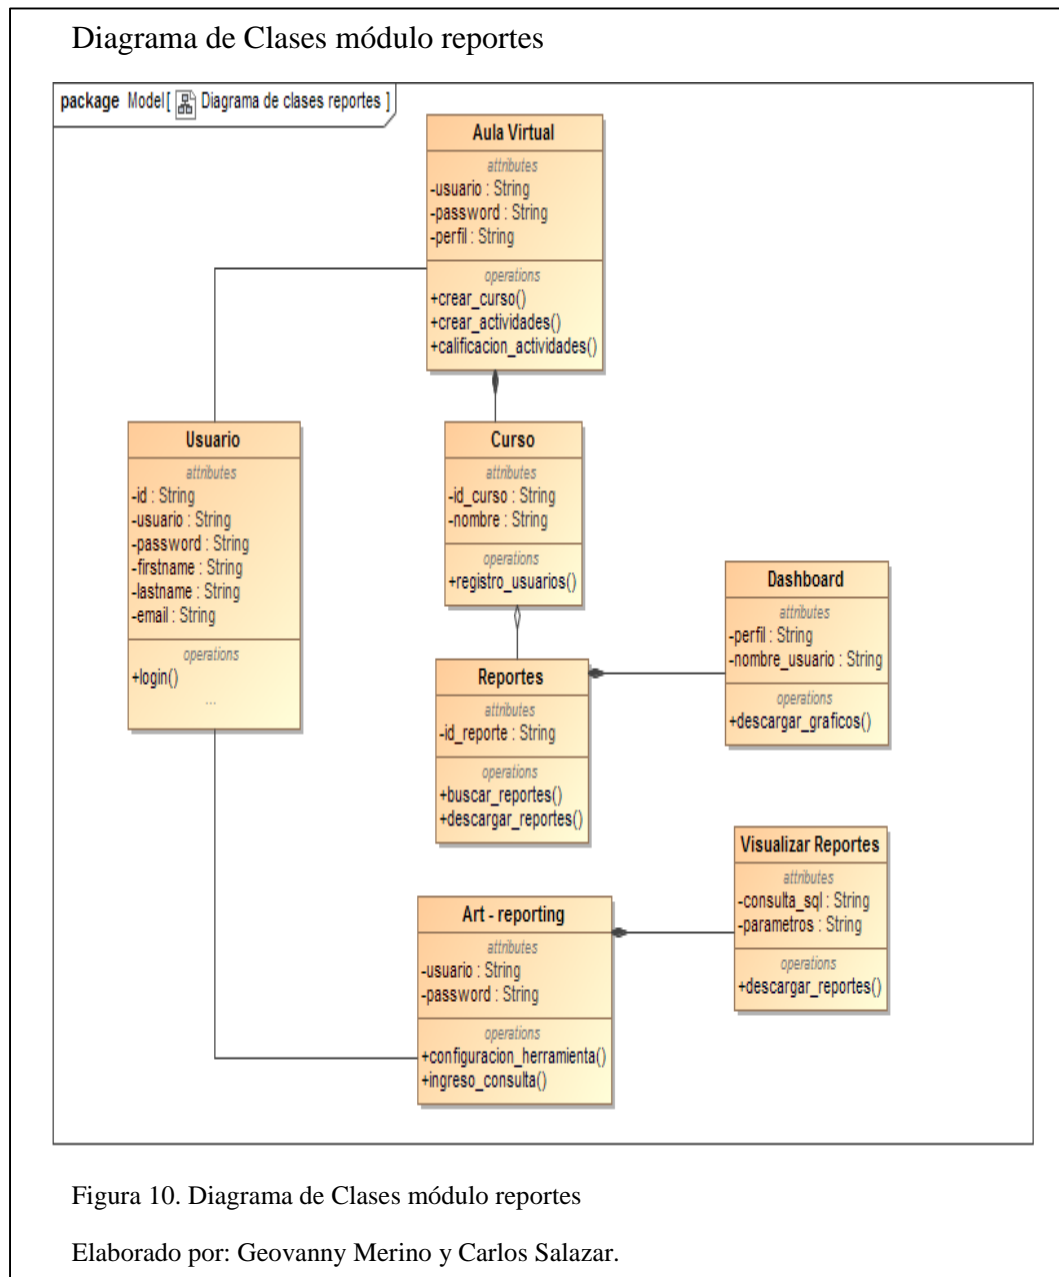 Diagrama de Clases módulo reportes
package Model[ Diagrama de clases reportes ]
Aula Virtual
attributes
-usuario : String
-password : String
-perfil : String
operations
+crear_curso()
+crear_actividades()
+calificacion_actividades()
Usuario
attributes
-id : String
-usuario : String
-password : String
-firstname : String
-lastname : String
-email : String
operations
+login()
...
Curso
attributes
-id_curso : String
-nombre : String
operations
+registro_usuarios()
Dashboard
attributes
-perfil : String
-nombre_usuario : String
operations
+descargar_graficos()
Reportes
attributes
-id_reporte : String
operations
+buscar_reportes()
+descargar_reportes()
Visualizar Reportes
attributes
-consulta_sql : String
-parametros : String
operations
+descargar_reportes()
Art - reporting
attributes
-usuario : String
-password : String
operations
+configuracion_herramienta()
+ingreso_consulta()
Figura 10. Diagrama de Clases módulo reportes
Elaborado por: Geovanny Merino y Carlos Salazar.